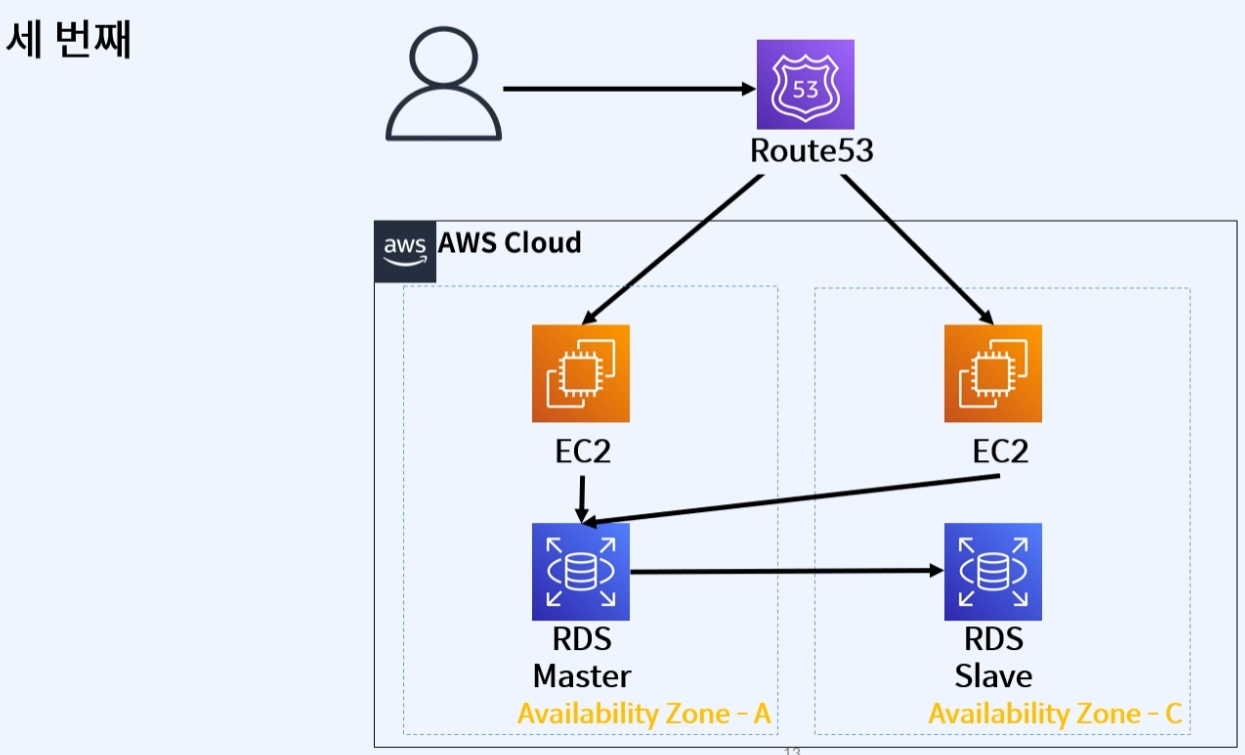 세 번째
53
Route53
aws
AWS Cloud
EC2
EC2
RDS
Master
RDS
Slave
Availability Zone - A
Availability Zone - C
13